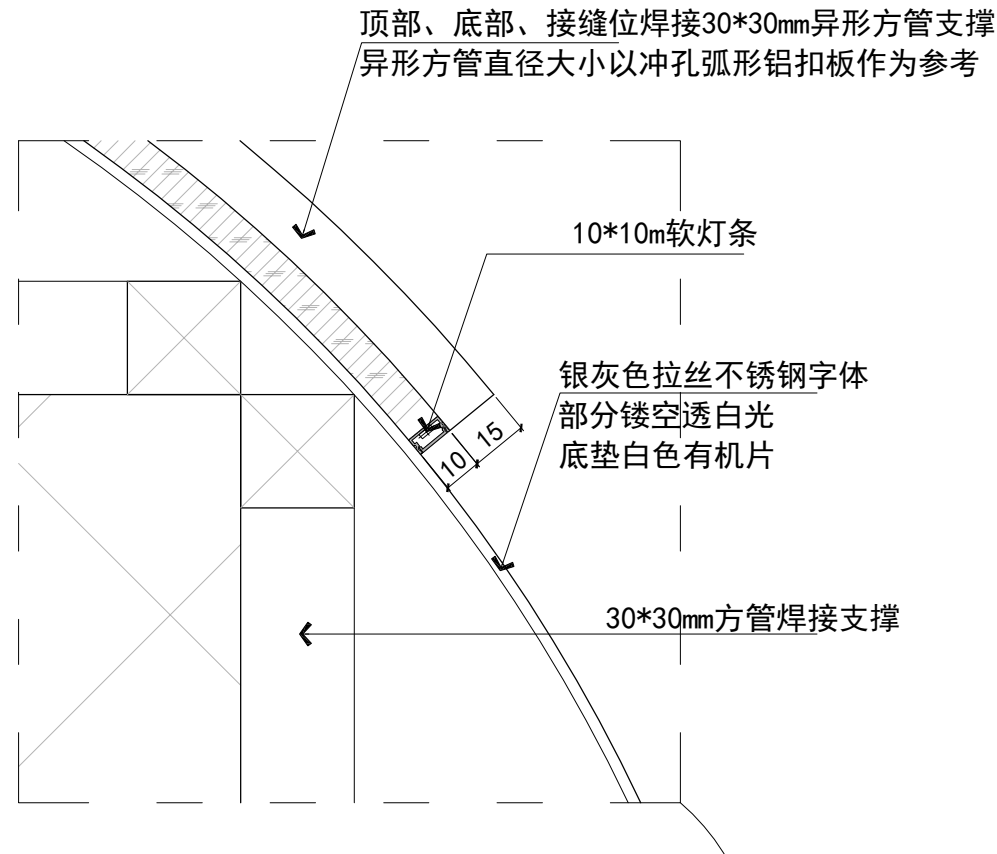 顶部、底部、接缝位焊接30*30mm异形方管支撑
异形方管直径大小以冲孔弧形铝扣板作为参考
10*10m软灯条
银灰色拉丝不锈钢字体
部分镂空透白光
底垫白色有机片
15
10
30*30mm方管焊接支撑